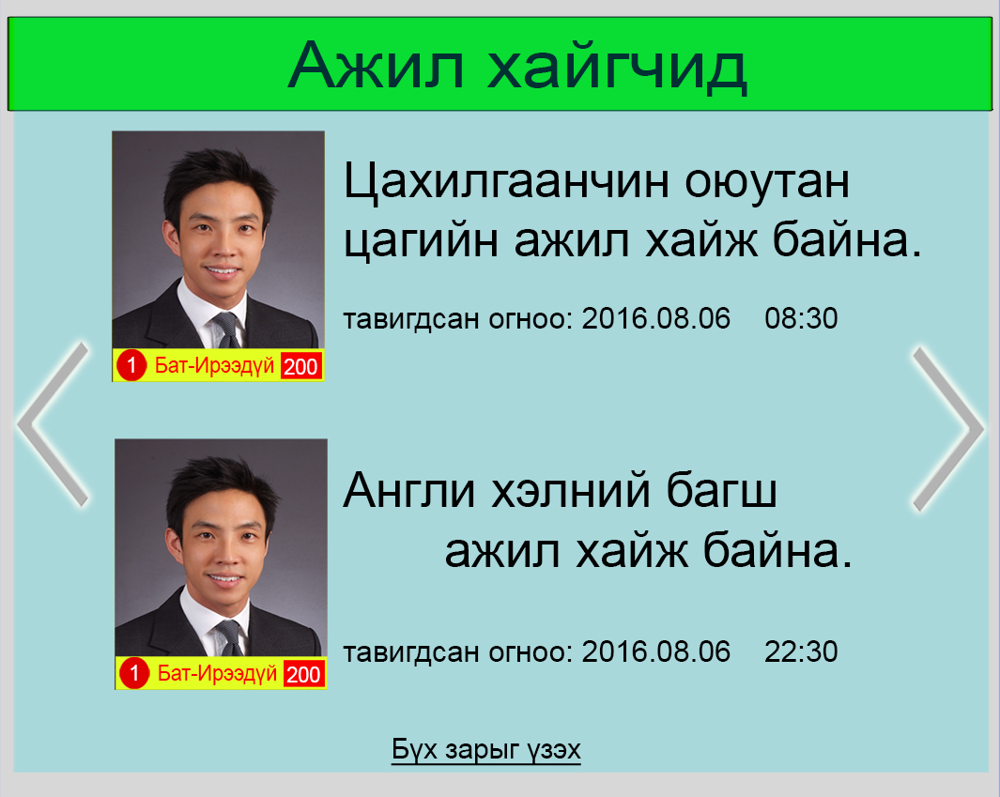 Ажил хайгчид
Цахилгаанчин оюутан
цагийн ажил хайж байна.
тавигдсан огноо: 2016.08.06 08:30
1 Бат-Ирээдүй 200
Англи хэлний багш
ажил хайж байна.
тавигдсан огноо: 2016.08.06 22:30
1 Бат-Ирээдүй 200
Бүх зарыг үзэх